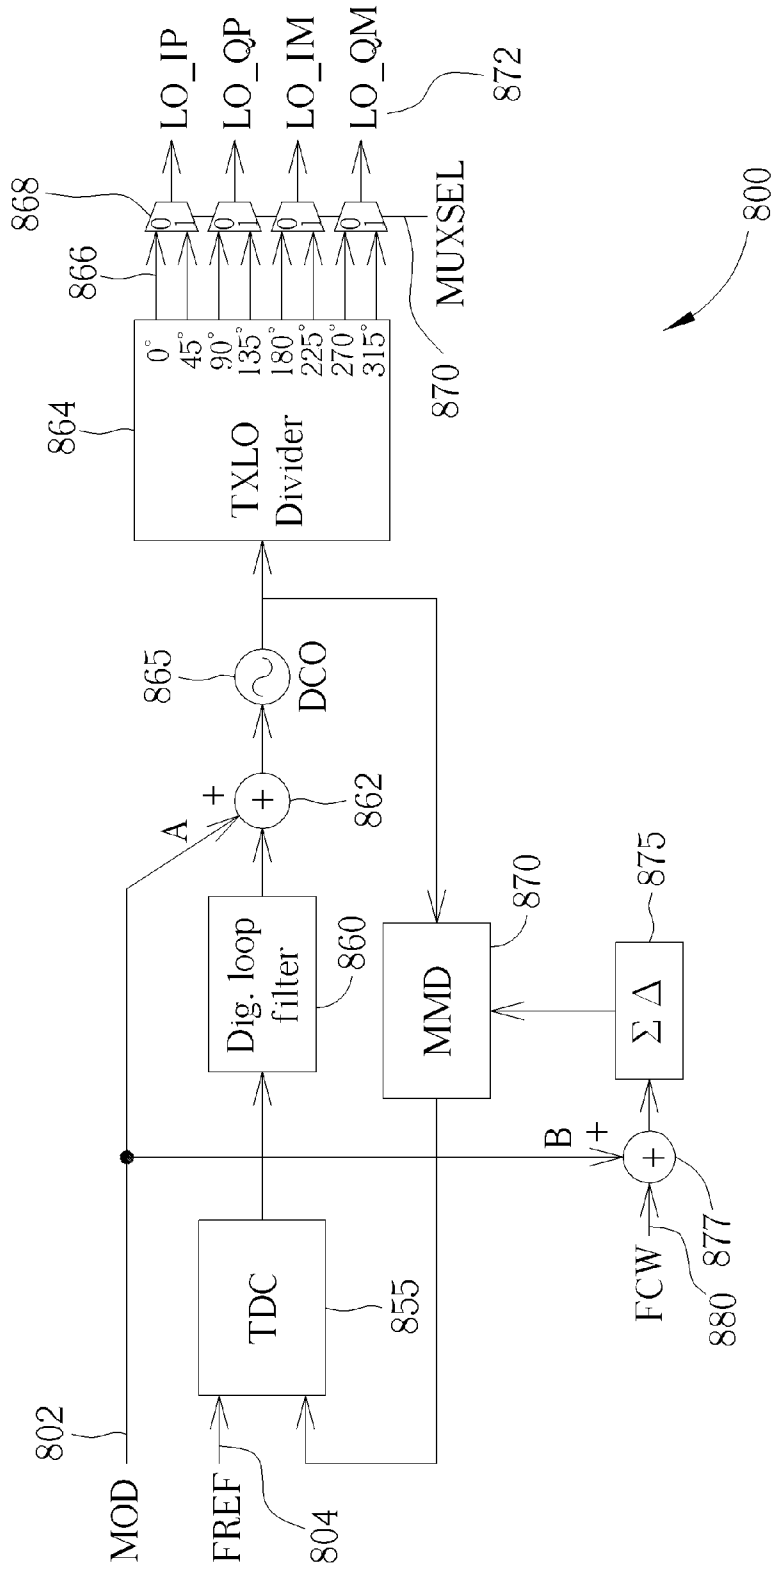 MOD
802
FREF
804
TDC
855
Dig. loop
filter
860
A
+
+
862
865
DCO
864
TXLO
Divider
0°
45°
90°
135°
180°
225°
270°
315°
866
868
0
1
0
1
0
1
0
1
LO_IP
LO_QP
LO_IM
LO_QM
872
MUXSEL
870
MMD
870
Σ Δ
875
B
+
+
877
FCW
880
800